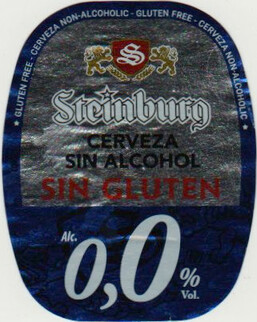 * GLUTEN FREE - CERVEZA NON-ALCOHOLIC - GLUTEN FREE - CERVEZA NON-ALCOHOLIC *
S
Steinburg
CERVEZA
SIN ALCOHOL
SIN GLUTEN
Alc.
0,0%
Vol.